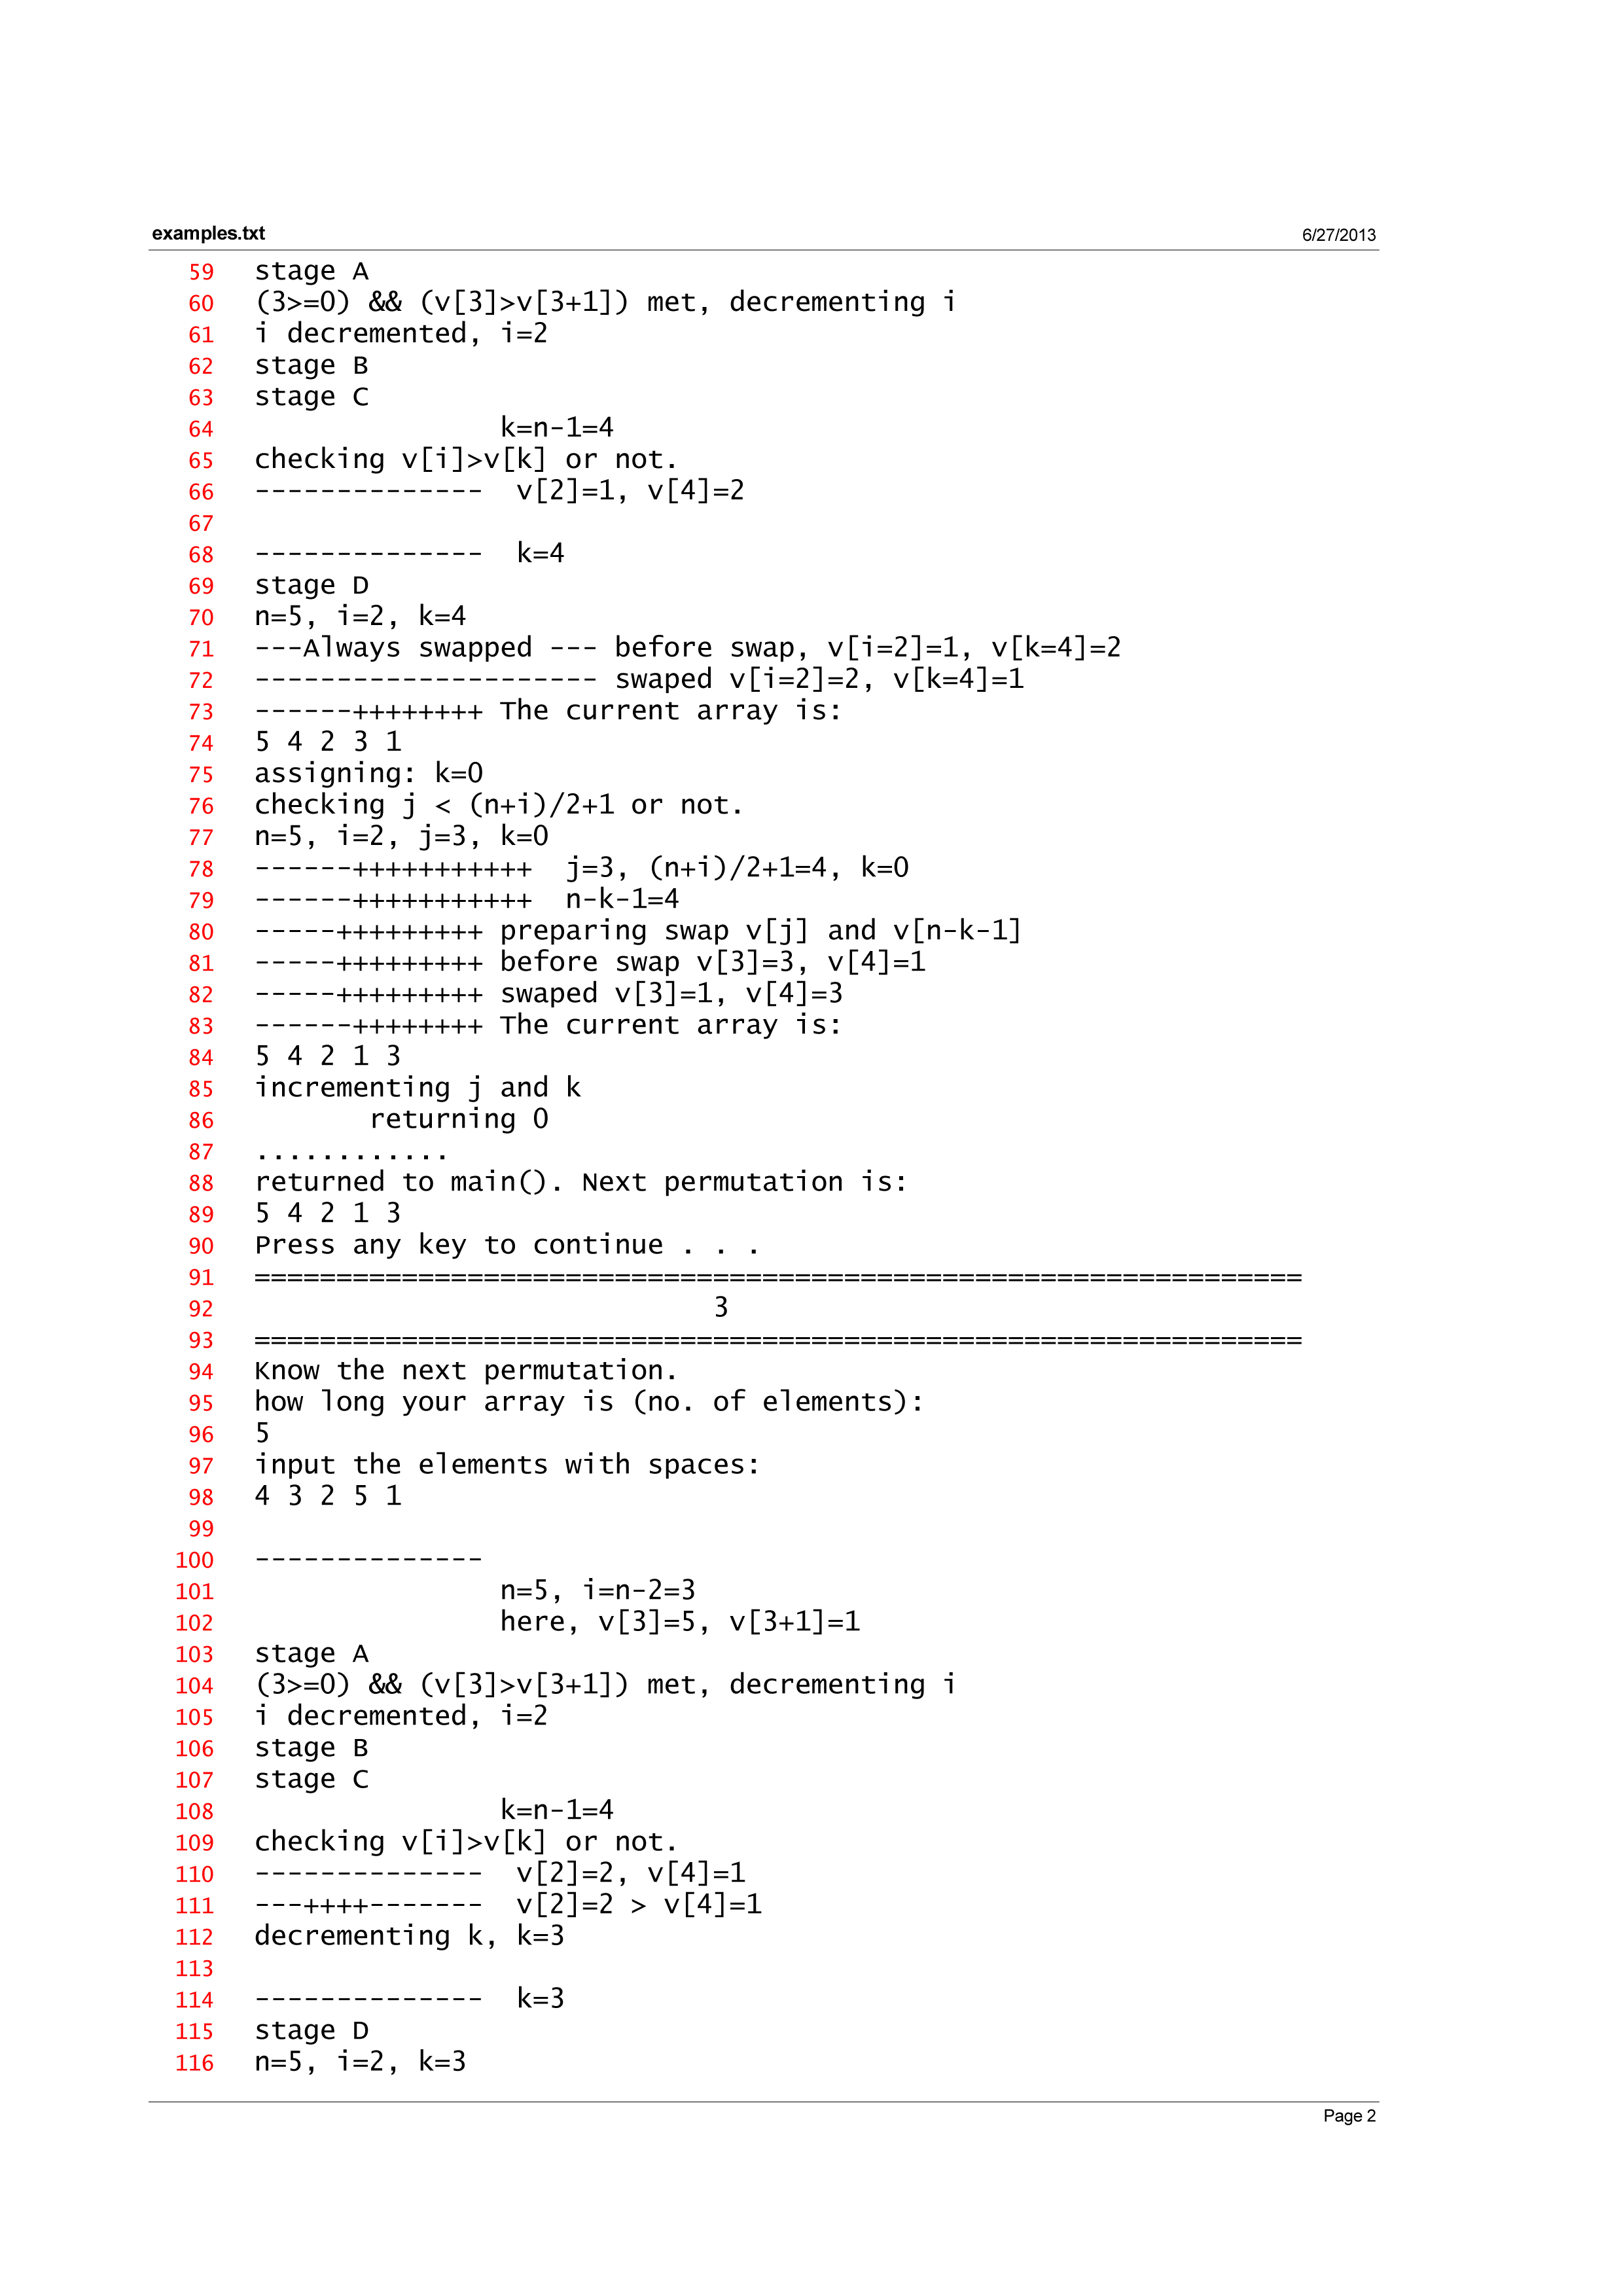 examples.txt 6/27/2013
59 stage A
60 (3>=0) && (v[3]>v[3+1]) met, decrementing i
61 i decremented, i=2
62 stage B
63 stage C
64 k=n-1=4
65 checking v[i]>v[k] or not.
66 -------------- v[2]=1, v[4]=2
67
68 -------------- k=4
69 stage D
70 n=5, i=2, k=4
71 ---Always swapped --- before swap, v[i=2]=1, v[k=4]=2
72 --------------------- swaped v[i=2]=2, v[k=4]=1
73 ------++++++++ The current array is:
74 5 4 2 3 1
75 assigning: k=0
76 checking j < (n+i)/2+1 or not.
77 n=5, i=2, j=3, k=0
78 ------+++++++++++ j=3, (n+i)/2+1=4, k=0
79 ------+++++++++++ n-k-1=4
80 -----+++++++++ preparing swap v[j] and v[n-k-1]
81 -----+++++++++ before swap v[3]=3, v[4]=1
82 -----+++++++++ swaped v[3]=1, v[4]=3
83 ------++++++++ The current array is:
84 5 4 2 1 3
85 incrementing j and k
86 returning 0
87 ............
88 returned to main(). Next permutation is:
89 5 4 2 1 3
90 Press any key to continue . . .
91 ================================================================
92 3
93 ================================================================
94 Know the next permutation.
95 how long your array is (no. of elements):
96 5
97 input the elements with spaces:
98 4 3 2 5 1
99
100 --------------
101 n=5, i=n-2=3
102 here, v[3]=5, v[3+1]=1
103 stage A
104 (3>=0) && (v[3]>v[3+1]) met, decrementing i
105 i decremented, i=2
106 stage B
107 stage C
108 k=n-1=4
109 checking v[i]>v[k] or not.
110 -------------- v[2]=2, v[4]=1
111 ---++++------- v[2]=2 > v[4]=1
112 decrementing k, k=3
113
114 -------------- k=3
115 stage D
116 n=5, i=2, k=3
Page 2